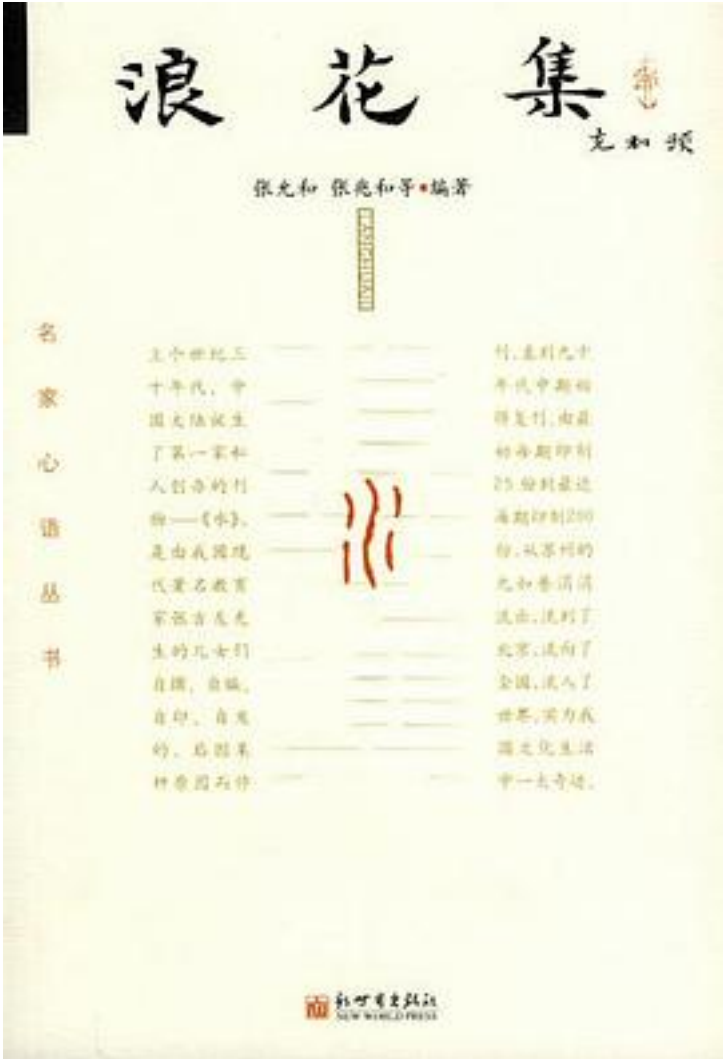 浪花集
充和题
张允和 张兆和等•编著
LANGHUAJI
名家心语丛书
上个世纪三
十年代，中
国大陆诞生
了第一家私
人创办的刊
物——《水》，
是由我国现
代著名教育
家张吉友先
生的儿女们
自撰、自编、
自印、自发
的，后因某
种原因而停
刊，直到九十
年代中期始
得复刊，由最
初每期印制
25份到最近
每期印制200
份，从苏州的
九如巷涓涓
流出，流到了
北京，流向了
全国，流入了
世界，实为我
国文化生活
中一大奇迹。
水
新世界出版社
NEW WORLD PRESS